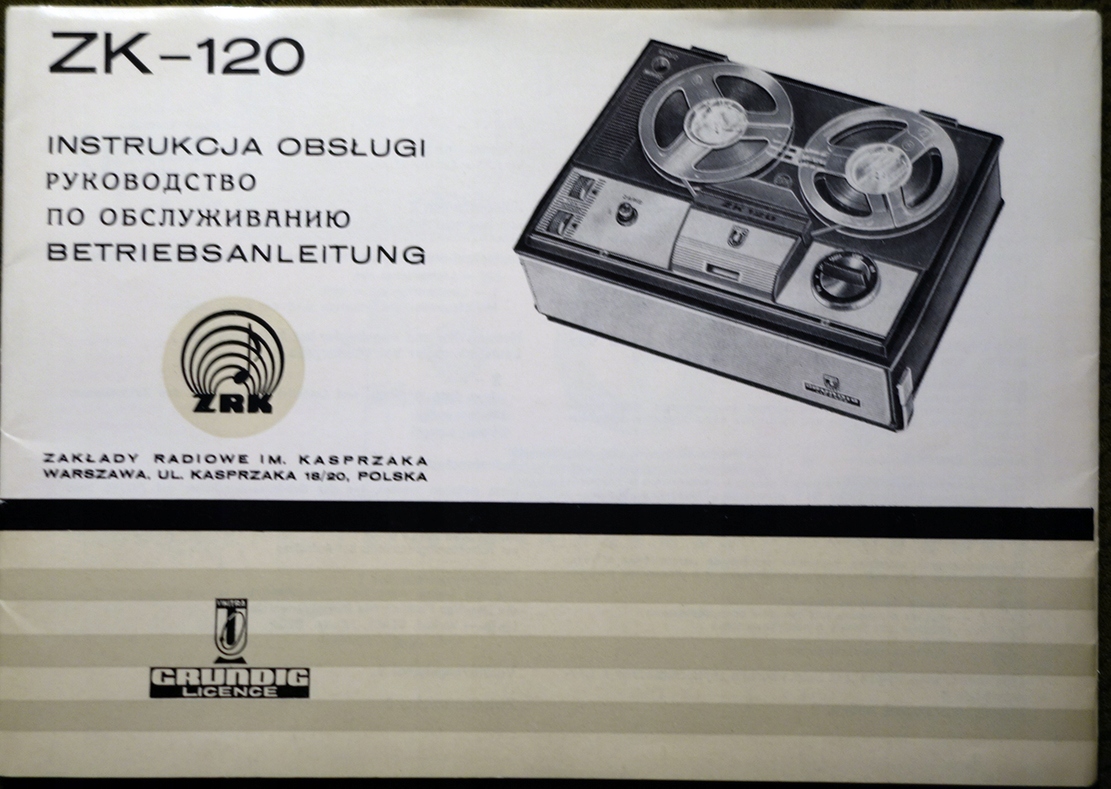 ZK-120
INSTRUKCJA OBSŁUGI
РУКОВОДСТВО
ПО ОБСЛУЖИВАНИЮ
BETRIEBSANLEITUNG
ZK 120
ZRK
ZAKŁADY RADIOWE IM. KASPRZAKA
WARSZAWA, UL. KASPRZAKA 18/20, POLSKA
UNITRA
GRUNDIG
LICENCE